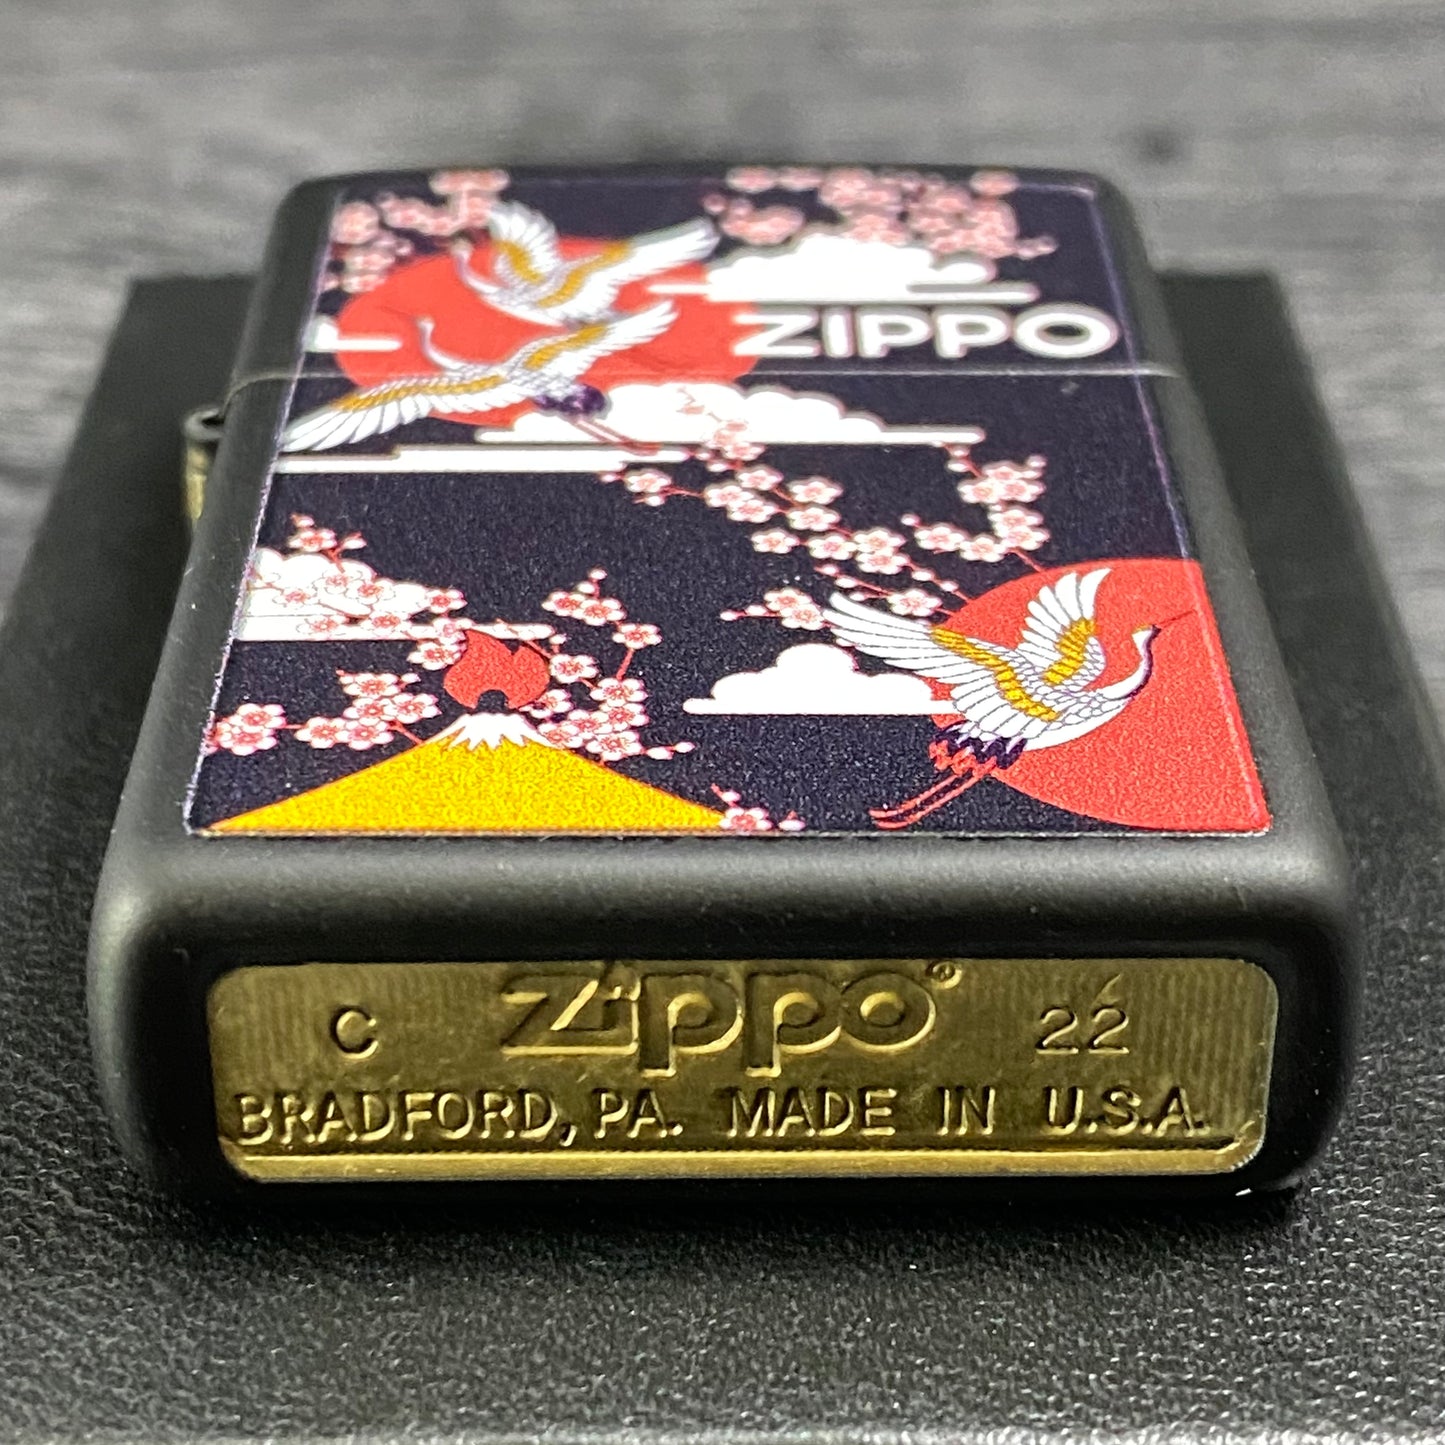 ZIPPO
C Zippo® 22
BRADFORD, PA. MADE IN U.S.A.